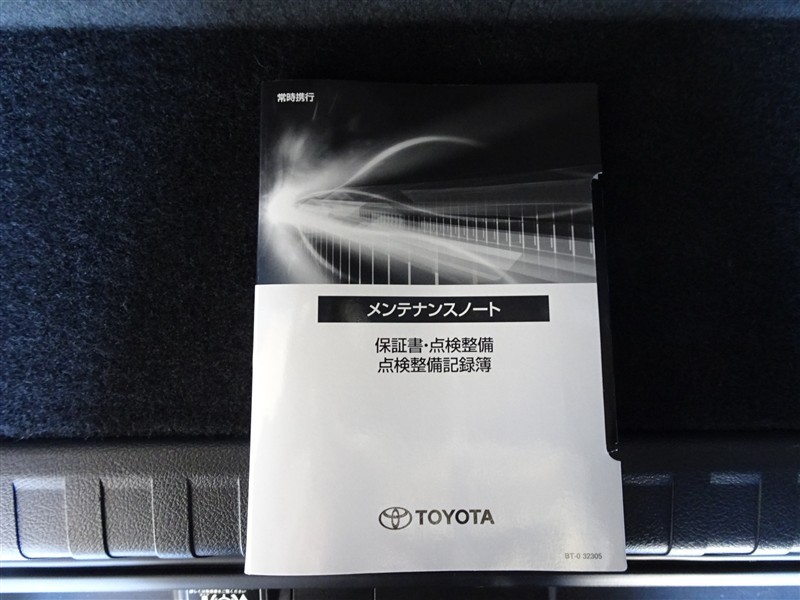 常時携行
メンテナンスノート
保証書・点検整備
点検整備記録簿
TOYOTA
BT-0 32305